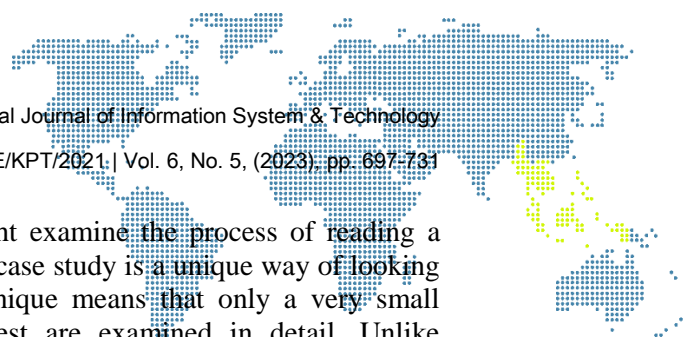 al Journal of Information System & Technology
E/KPT/2021 | Vol. 6, No. 5, (2023), pp. 697-731
nt examine the process of reading a
case study is a unique way of looking
nique means that only a very small
est are examined in detail. Unlike